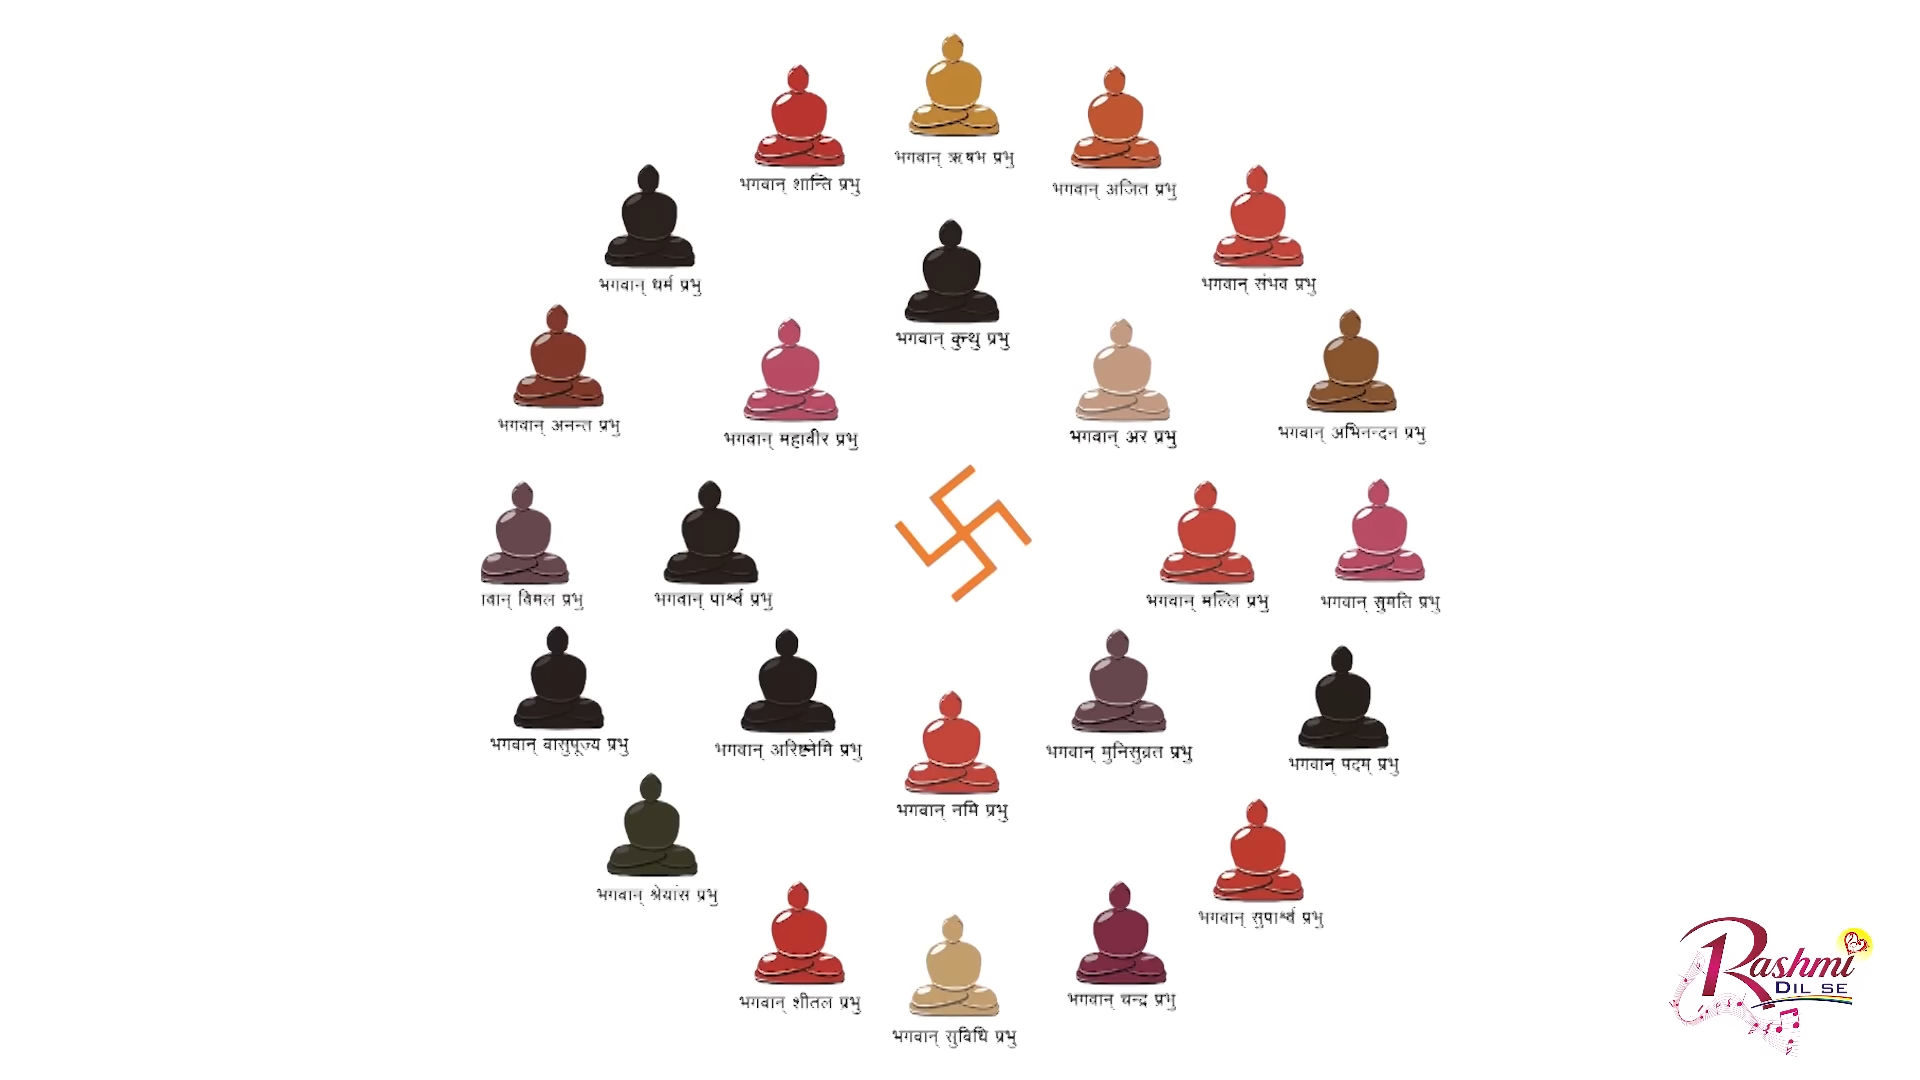 भगवान् ऋषभ प्रभु
भगवान् शान्ति प्रभु
भगवान् अजित प्रभु
भगवान् धर्म प्रभु
भगवान् संभव प्रभु
भगवान् कुन्थु प्रभु
भगवान् अनन्त प्रभु
भगवान् महावीर प्रभु
भगवान् अर प्रभु
भगवान् अभिनन्दन प्रभु
वान् विमल प्रभु
भगवान् पार्श्व प्रभु
भगवान् मल्लि प्रभु
भगवान् सुमति प्रभु
भगवान् वासुपूज्य प्रभु
भगवान् अरिष्टनेमि प्रभु
भगवान् मुनिसुव्रत प्रभु
भगवान् पदम् प्रभु
भगवान् नमि प्रभु
भगवान् श्रेयांस प्रभु
भगवान् सुपार्श्व प्रभु
भगवान् शीतल प्रभु
भगवान् चन्द्र प्रभु
भगवान् सुविधि प्रभु
Rashmi
DIL SE